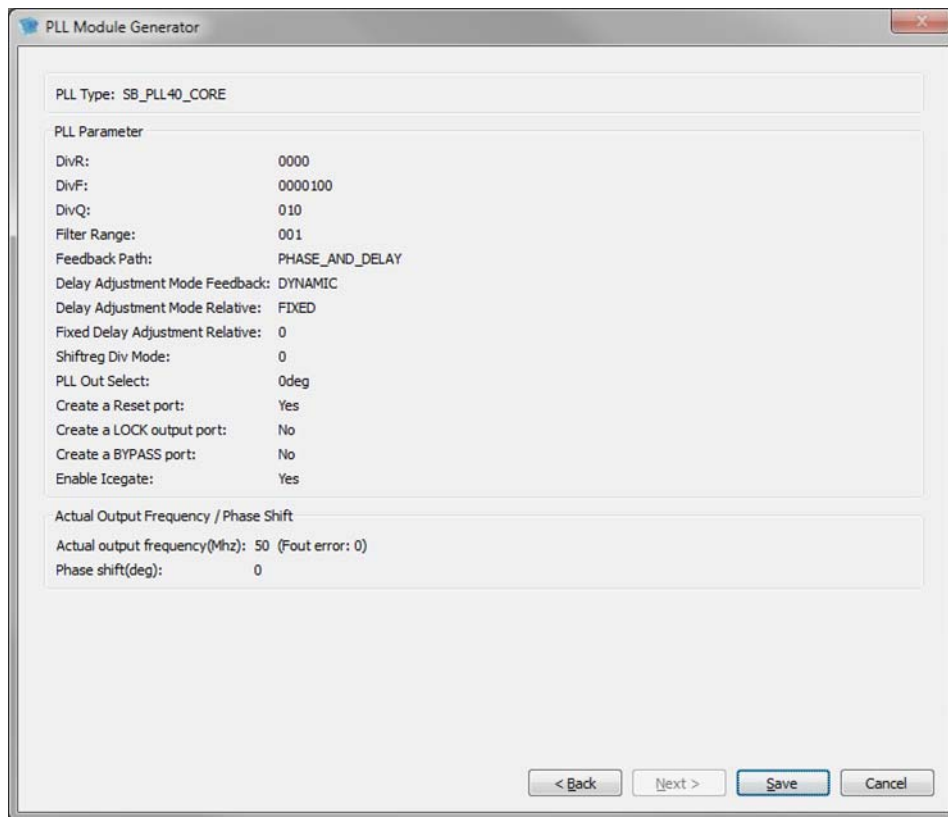 PLL Module Generator
PLL Type: SB_PLL40_CORE
PLL Parameter
DivR: 0000
DivF: 0000100
DivQ: 010
Filter Range: 001
Feedback Path: PHASE_AND_DELAY
Delay Adjustment Mode Feedback: DYNAMIC
Delay Adjustment Mode Relative: FIXED
Fixed Delay Adjustment Relative: 0
Shiftreg Div Mode: 0
PLL Out Select: 0deg
Create a Reset port: Yes
Create a LOCK output port: No
Create a BYPASS port: No
Enable Icegate: Yes
Actual Output Frequency / Phase Shift
Actual output frequency(Mhz): 50 (Fout error: 0)
Phase shift(deg): 0
< Back Next > Save Cancel